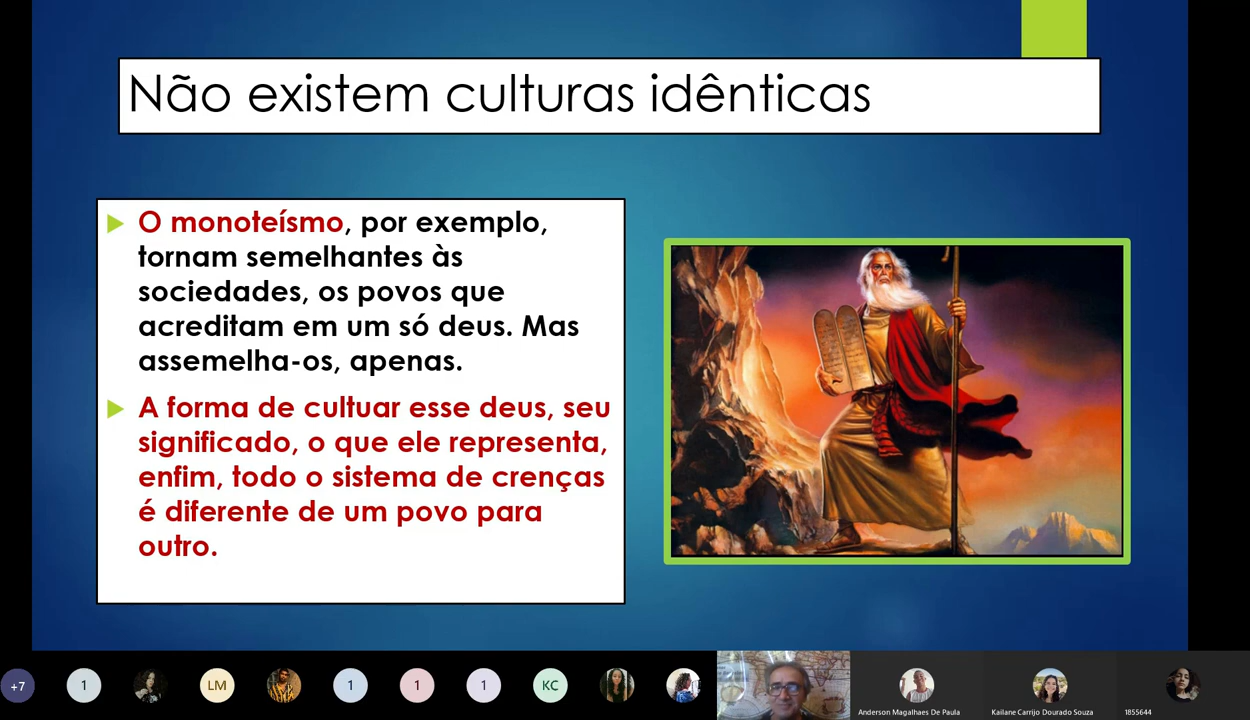 Não existem culturas idênticas
O monoteísmo, por exemplo,
tornam semelhantes às
sociedades, os povos que
acreditam em um só deus. Mas
assemelha-os, apenas.
A forma de cultuar esse deus, seu
significado, o que ele representa,
enfim, todo o sistema de crenças
é diferente de um povo para
outro.
+7
1
LM
1
1
1
KC
Anderson Magalhaes De Paula
Kailane Carrijo Dourado Souza
1855644